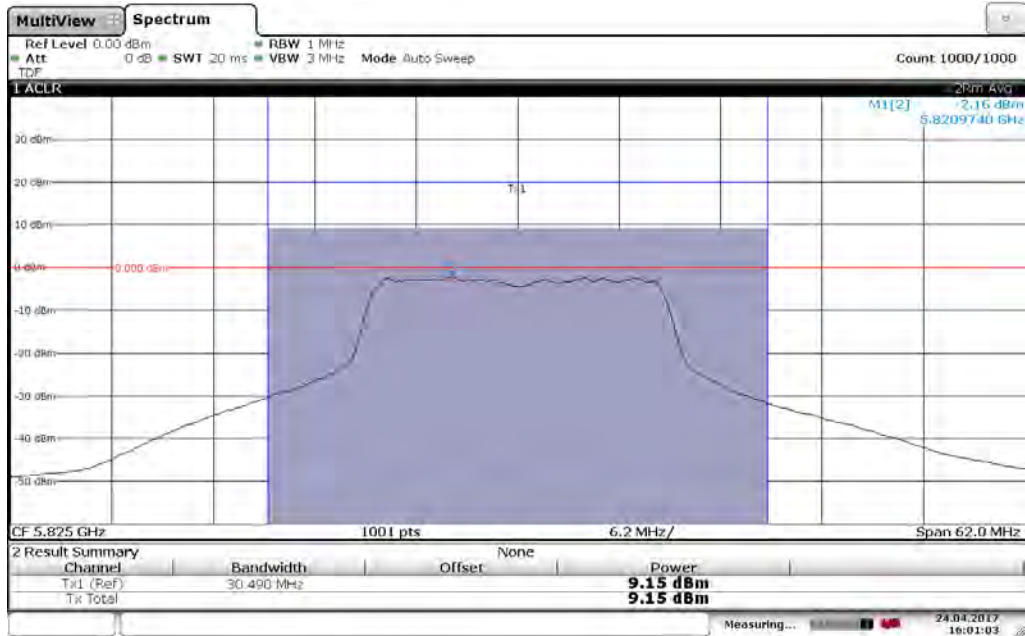 MultiView Spectrum
Ref Level 0.00 dBm RBW 1 MHz
Att 0 dB SWT 20 ms VBW 3 MHz Mode Auto Sweep Count 1000/1000
TDF
1 ACLR 2Rm Avg
M1[2] -2.16 dBm
5.8209740 GHz
30 dBm
20 dBm
Tx1
10 dBm
0 dBm 0.000 dBm
-10 dBm
-20 dBm
-30 dBm
-40 dBm
-50 dBm
CF 5.825 GHz 1001 pts 6.2 MHz/ Span 62.0 MHz
2 Result Summary None
Channel Bandwidth Offset Power
Tx1 (Ref) 30.490 MHz 9.15 dBm
Tx Total 9.15 dBm
Measuring... 24.04.2017
16:01:03